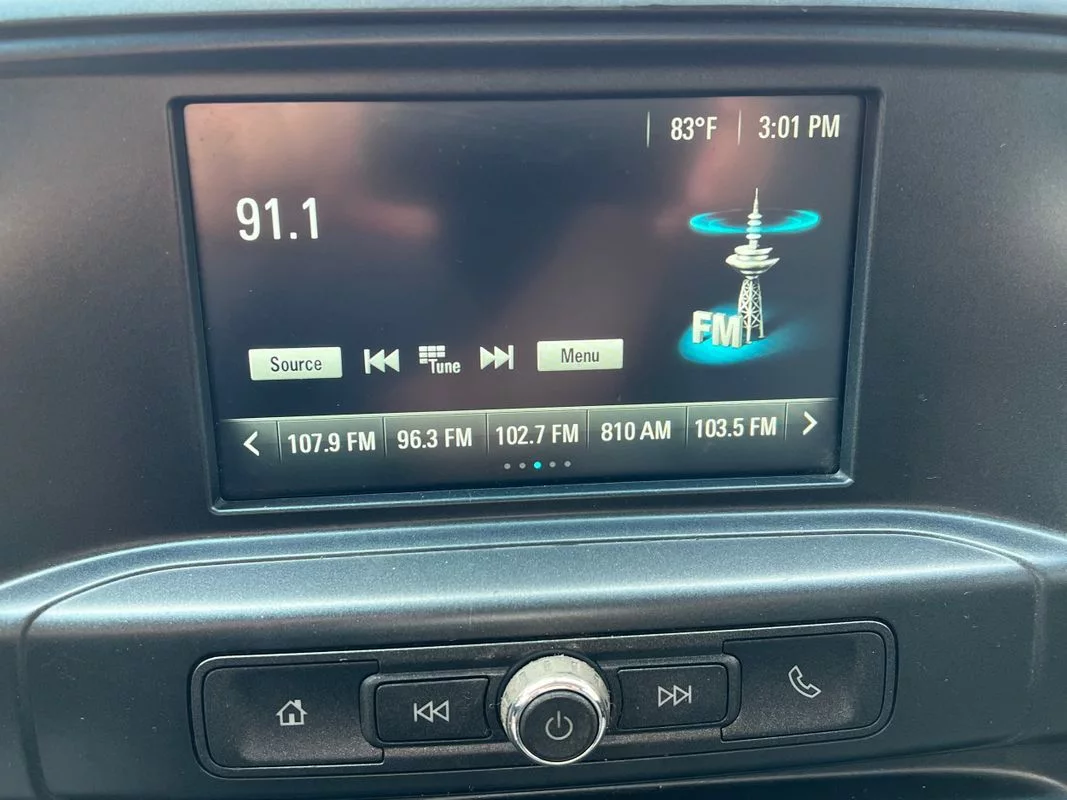 83°F 3:01 PM
91.1
FM
Source Tune Menu
107.9 FM 96.3 FM 102.7 FM 810 AM 103.5 FM